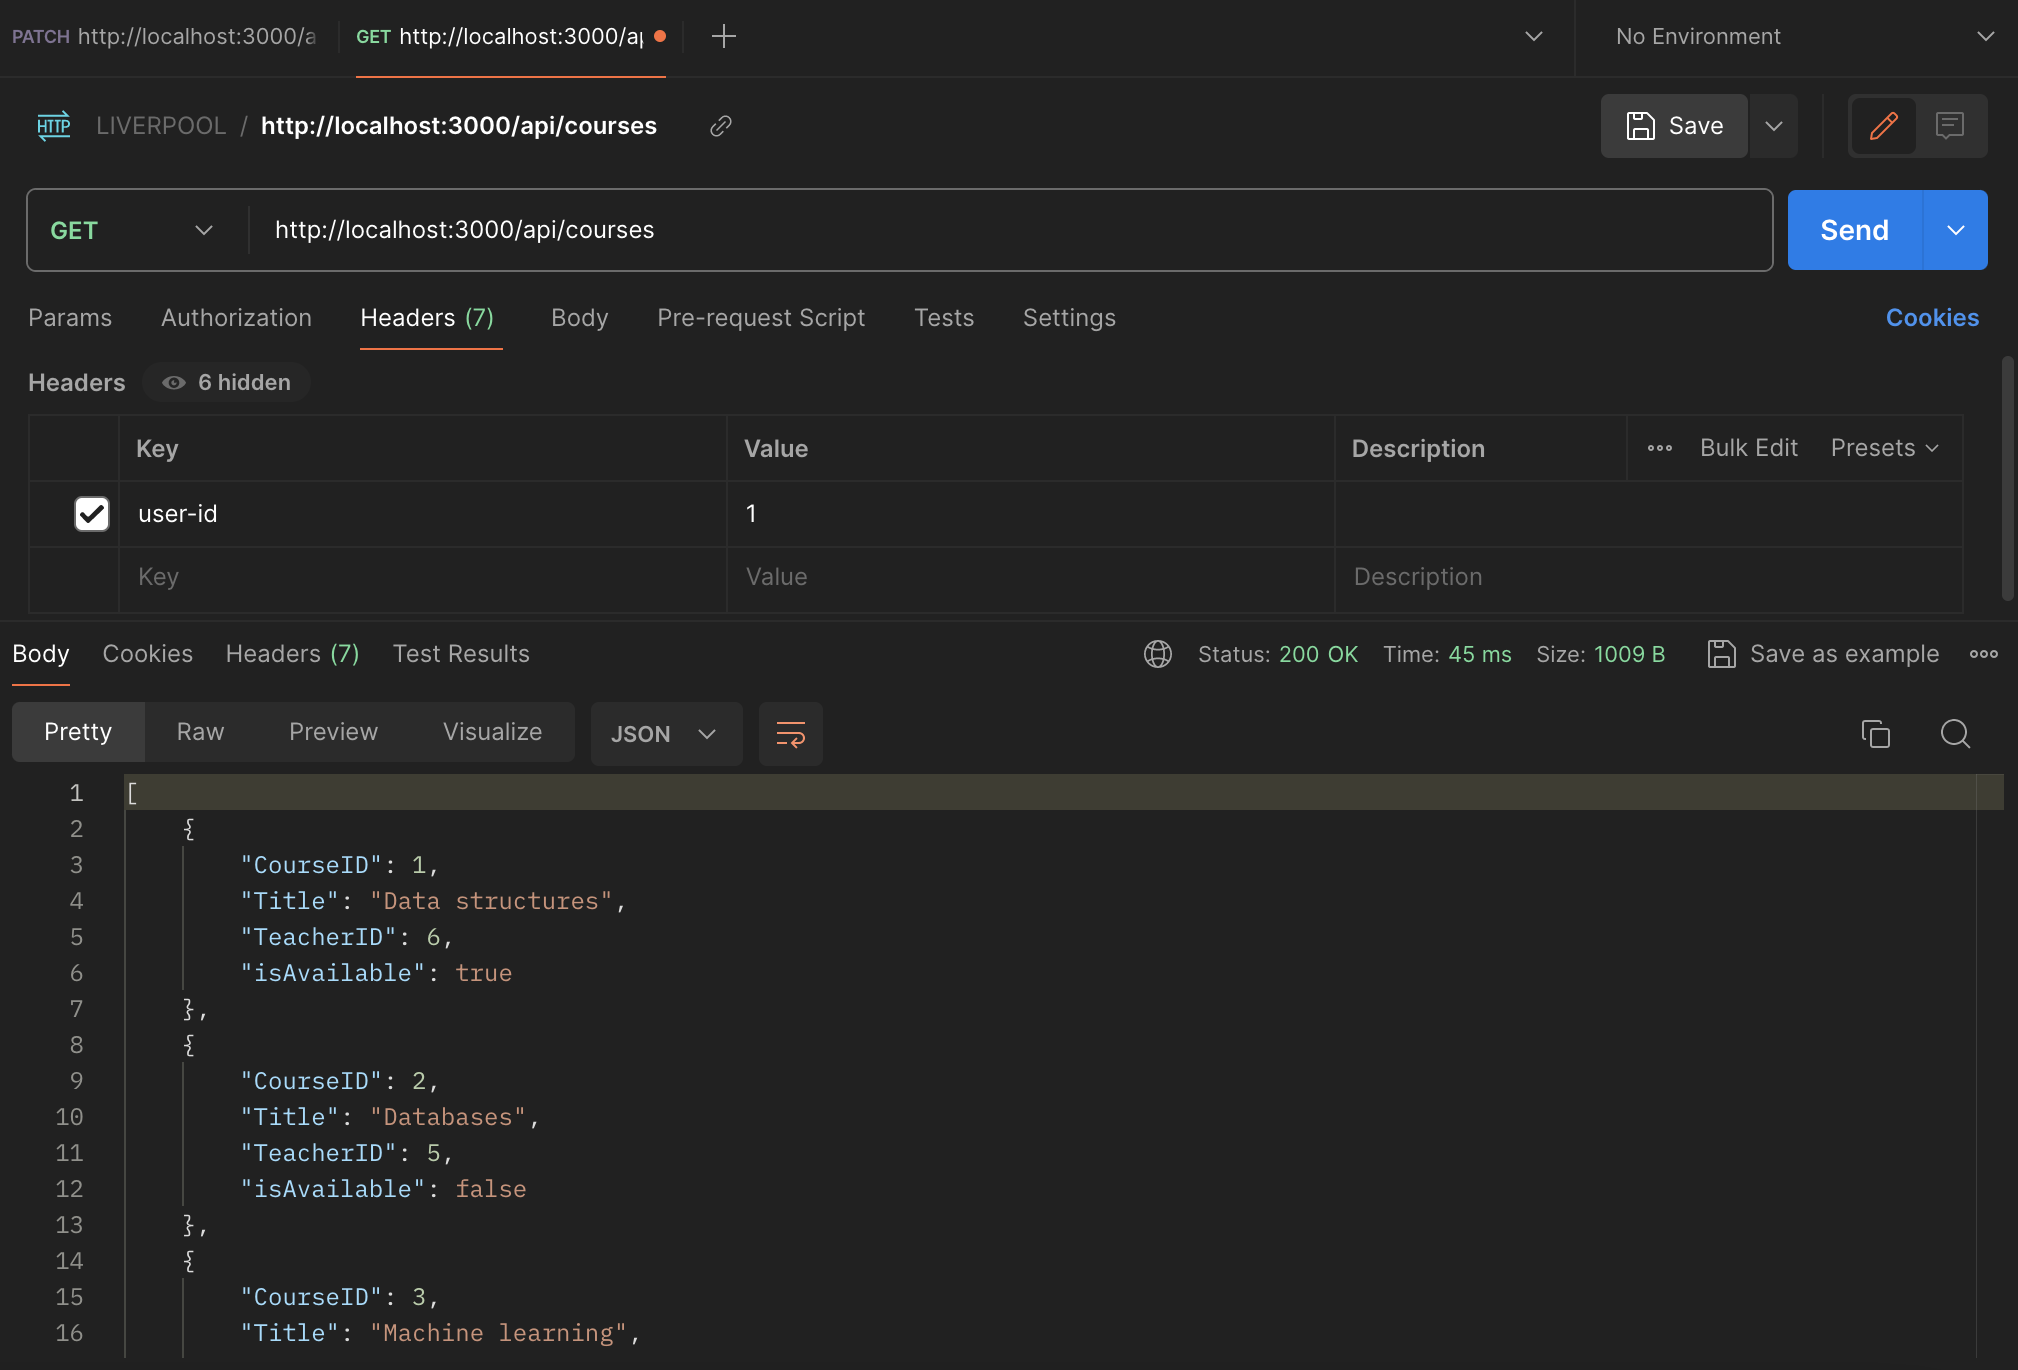 PATCH http://localhost:3000/a GET http://localhost:3000/ap No Environment
HTTP LIVERPOOL / http://localhost:3000/api/courses Save
GET http://localhost:3000/api/courses Send
Params Authorization Headers (7) Body Pre-request Script Tests Settings Cookies
Headers 6 hidden
Key Value Description Bulk Edit Presets
user-id 1
Key Value Description
Body Cookies Headers (7) Test Results Status: 200 OK Time: 45 ms Size: 1009 B Save as example
Pretty Raw Preview Visualize JSON
1 [
2 {
3 "CourseID": 1,
4 "Title": "Data structures",
5 "TeacherID": 6,
6 "isAvailable": true
7 },
8 {
9 "CourseID": 2,
10 "Title": "Databases",
11 "TeacherID": 5,
12 "isAvailable": false
13 },
14 {
15 "CourseID": 3,
16 "Title": "Machine learning",